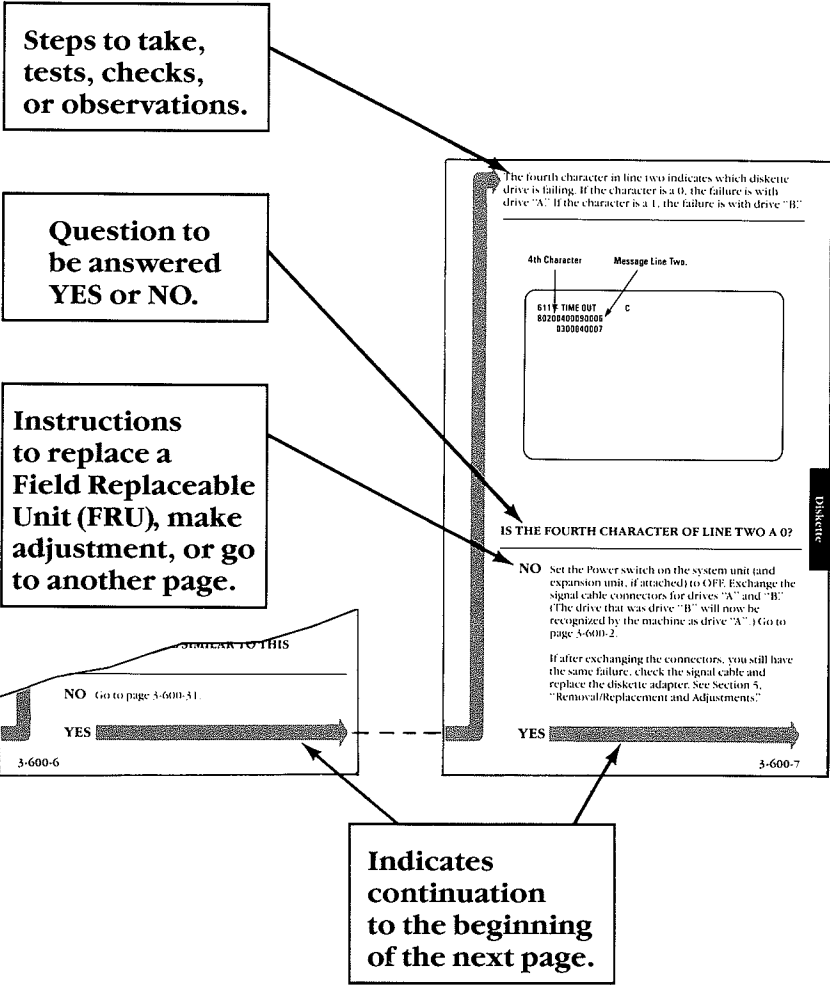 Steps to take,
tests, checks,
or observations.
Question to
be answered
YES or NO.
Instructions
to replace a
Field Replaceable
Unit (FRU), make
adjustment, or go
to another page.
SIMILAR TO THIS
NO Go to page 3-600-31.
YES
3-600-6
The fourth character in line two indicates which diskette
drive is failing. If the character is a 0, the failure is with
drive "A." If the character is a 1, the failure is with drive "B."
4th Character Message Line Two.
TIME OUT C
80200400090006
0300040007
Diskette
IS THE FOURTH CHARACTER OF LINE TWO A 0?
NO Set the Power switch on the system unit (and
expansion unit, if attached) to OFF. Exchange the
signal cable connectors for drives "A" and "B."
(The drive that was drive "B" will now be
recognized by the machine as drive "A".) Go to
page 3-600-2.
If after exchanging the connectors, you still have
the same failure, check the signal cable and
replace the diskette adapter. See Section 5,
"Removal/Replacement and Adjustments."
YES
3-600-7
Indicates
continuation
to the beginning
of the next page.